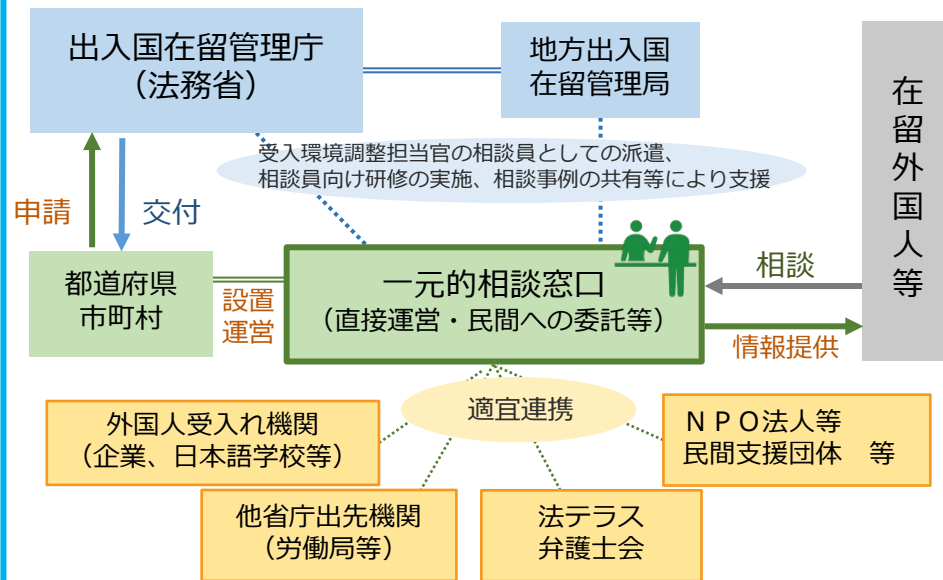 出入国在留管理庁
（法務省）
地方出入国
在留管理局
在留外国人等
受入環境調整担当官の相談員としての派遣、
相談員向け研修の実施、相談事例の共有等により支援
申請
交付
都道府県
市町村
設置
運営
一元的相談窓口
（直接運営・民間への委託等）
相談
情報提供
適宜連携
外国人受入れ機関
（企業、日本語学校等）
ＮＰＯ法人等
民間支援団体　等
他省庁出先機関
（労働局等）
法テラス
弁護士会